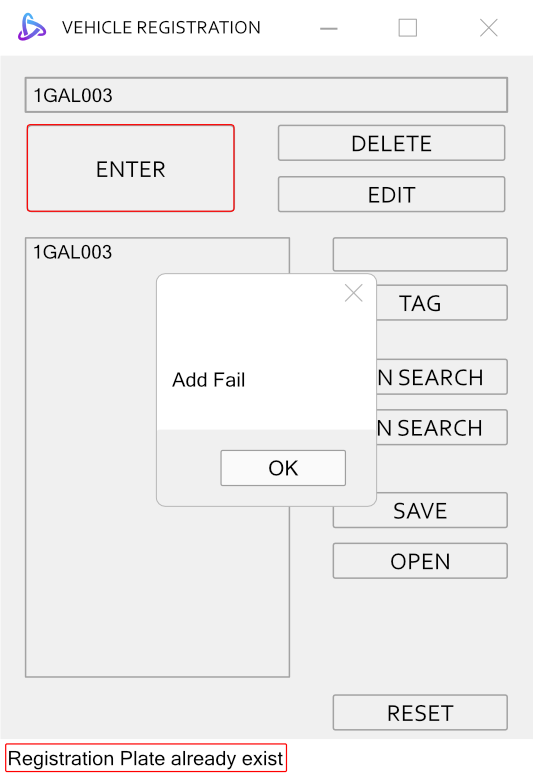 VEHICLE REGISTRATION
1GAL003
ENTER
DELETE
EDIT
1GAL003
TAG
Add Fail
N SEARCH
N SEARCH
OK
SAVE
OPEN
RESET
Registration Plate already exist